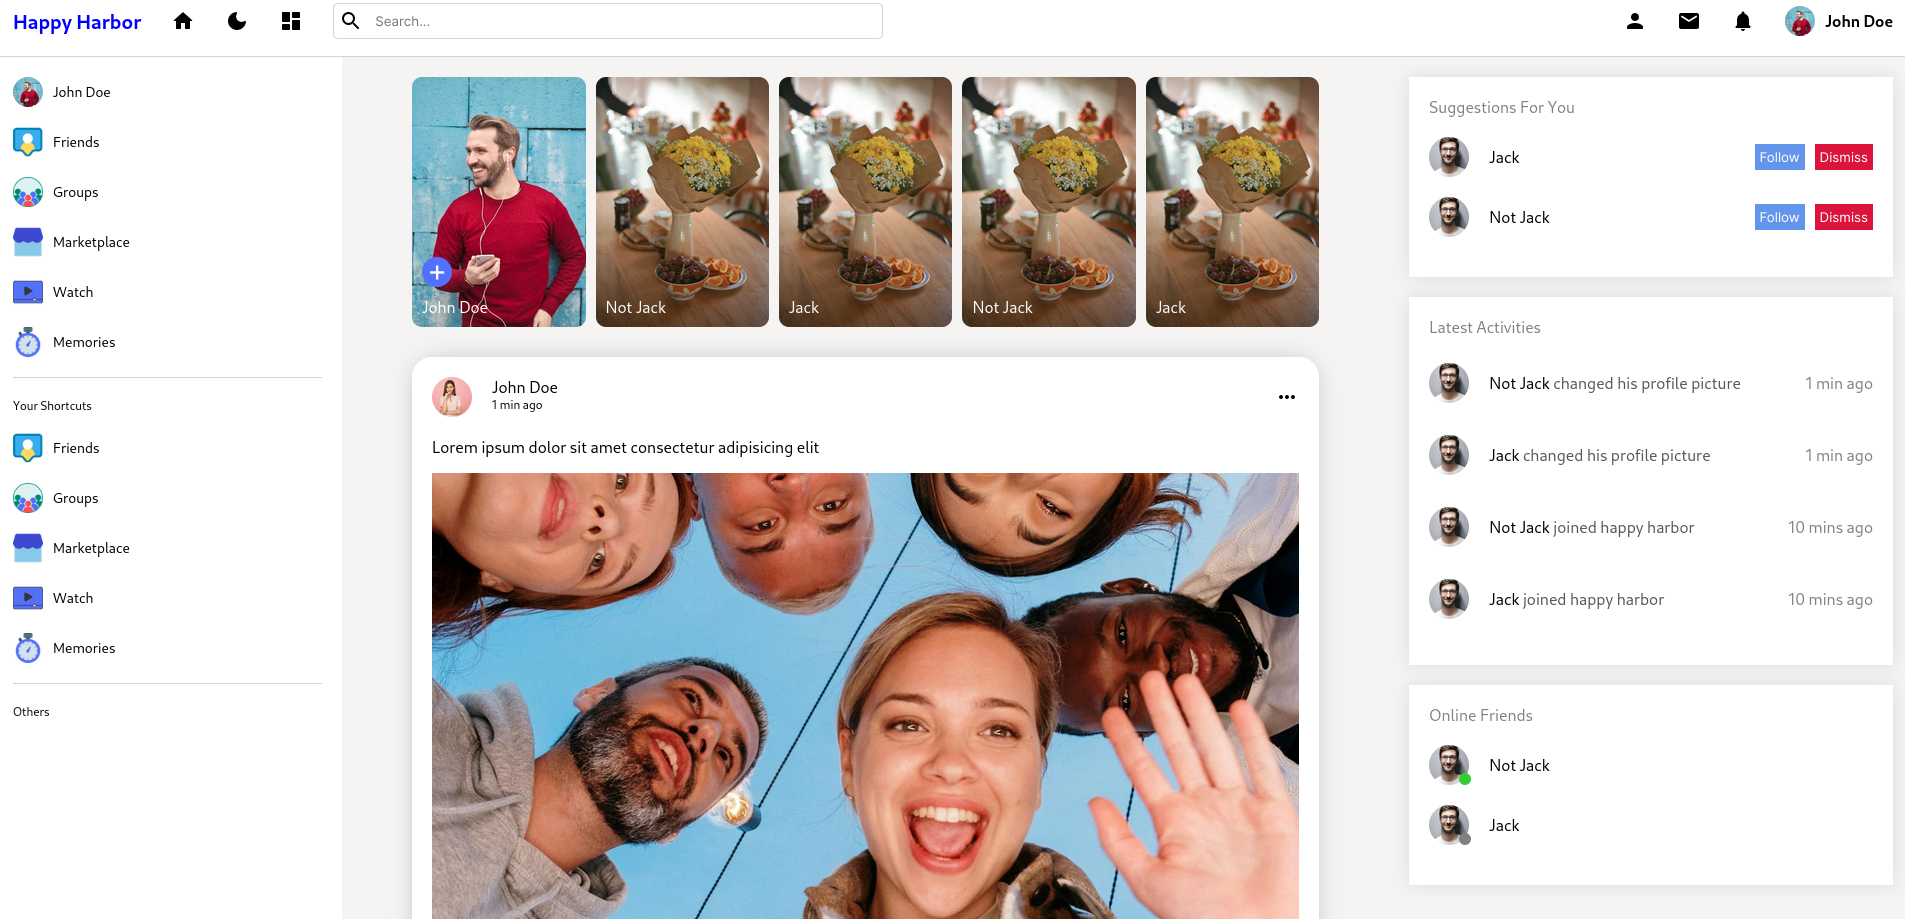 Happy Harbor
Search...
John Doe
John Doe
Friends
Groups
Marketplace
Watch
Memories
Your Shortcuts
Friends
Groups
Marketplace
Watch
Memories
Others
John Doe
Not Jack
Jack
Not Jack
Jack
John Doe
1 min ago
Lorem ipsum dolor sit amet consectetur adipisicing elit
Suggestions For You
Jack Follow Dismiss
Not Jack Follow Dismiss
Latest Activities
Not Jack changed his profile picture 1 min ago
Jack changed his profile picture 1 min ago
Not Jack joined happy harbor 10 mins ago
Jack joined happy harbor 10 mins ago
Online Friends
Not Jack
Jack